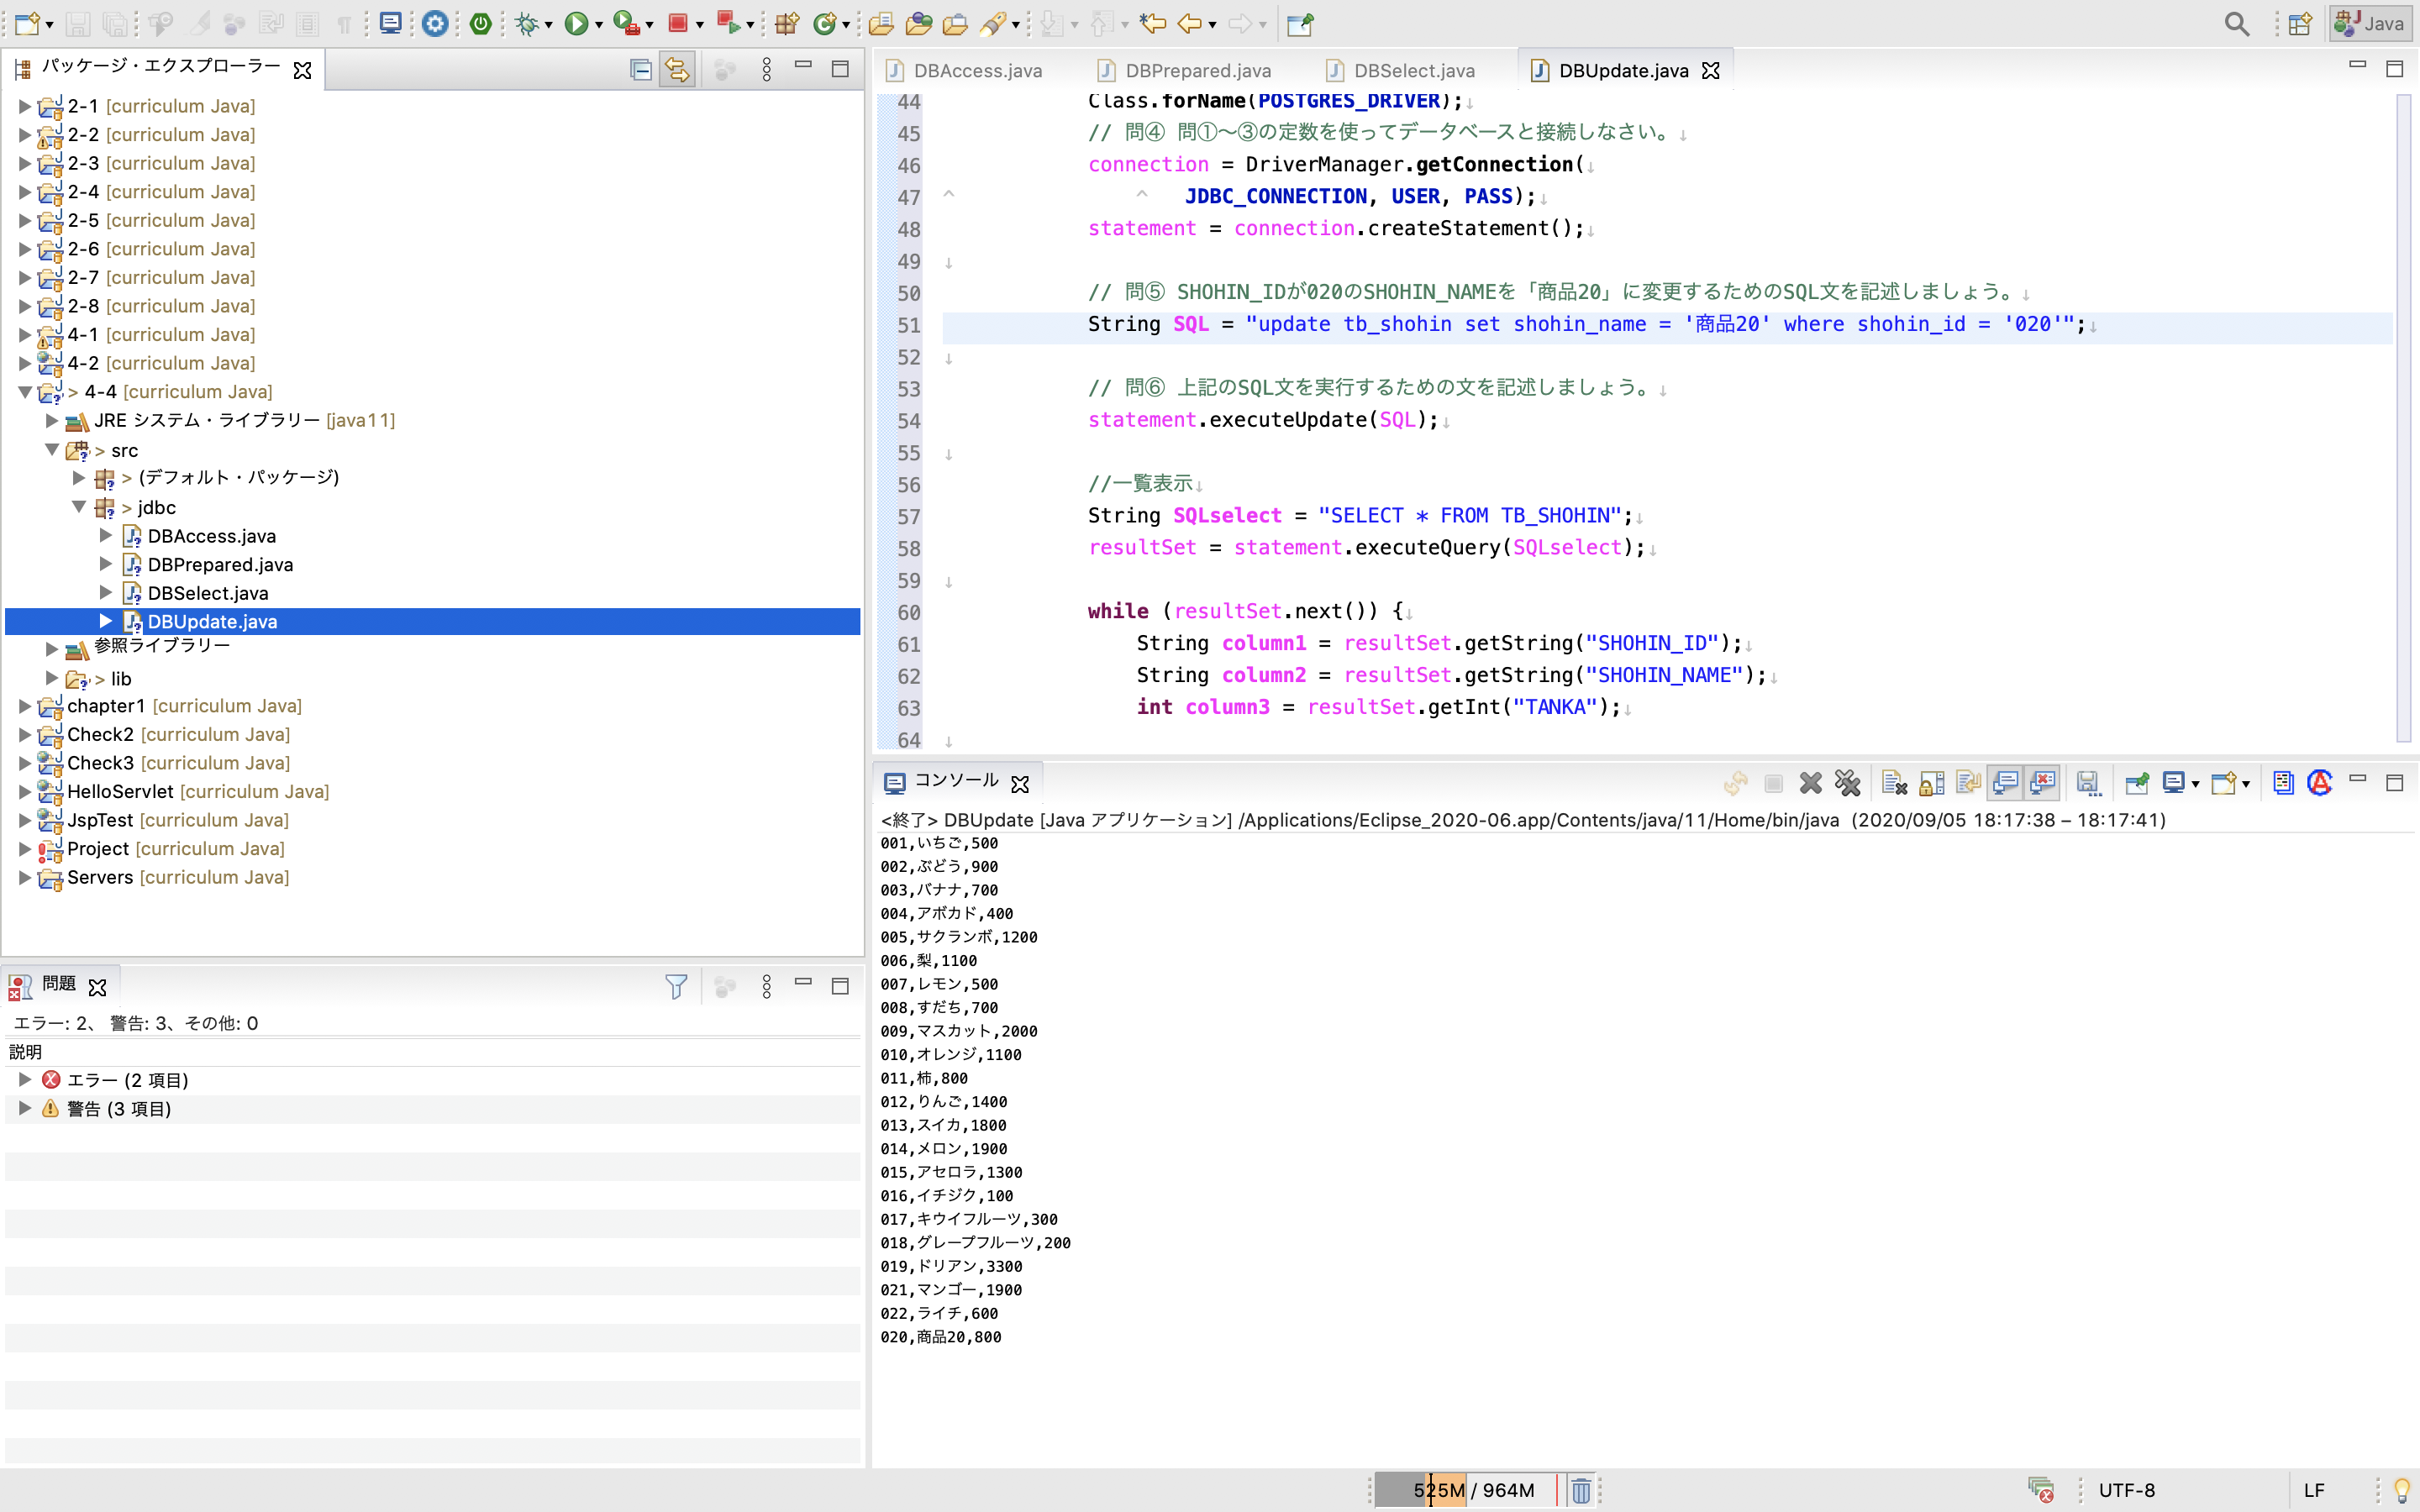 Java
パッケージ・エクスプローラー
2-1 [curriculum Java]
2-2 [curriculum Java]
2-3 [curriculum Java]
2-4 [curriculum Java]
2-5 [curriculum Java]
2-6 [curriculum Java]
2-7 [curriculum Java]
2-8 [curriculum Java]
4-1 [curriculum Java]
4-2 [curriculum Java]
> 4-4 [curriculum Java]
JRE システム・ライブラリー [java11]
> src
> (デフォルト・パッケージ)
> jdbc
DBAccess.java
DBPrepared.java
DBSelect.java
DBUpdate.java
参照ライブラリー
> lib
chapter1 [curriculum Java]
Check2 [curriculum Java]
Check3 [curriculum Java]
HelloServlet [curriculum Java]
JspTest [curriculum Java]
Project [curriculum Java]
Servers [curriculum Java]
問題
エラー: 2、 警告: 3、その他: 0
説明
エラー (2 項目)
警告 (3 項目)
DBAccess.java DBPrepared.java DBSelect.java DBUpdate.java
44 Class.forName(POSTGRES_DRIVER);↓
45 // 問④ 問①〜③の定数を使ってデータベースと接続しなさい。↓
46 connection = DriverManager.getConnection(↓
47 ^ ^ JDBC_CONNECTION, USER, PASS);↓
48 statement = connection.createStatement();↓
49 ↓
50 // 問⑤ SHOHIN_IDが020のSHOHIN_NAMEを「商品20」に変更するためのSQL文を記述しましょう。↓
51 String SQL = "update tb_shohin set shohin_name = '商品20' where shohin_id = '020'";↓
52 ↓
53 // 問⑥ 上記のSQL文を実行するための文を記述しましょう。↓
54 statement.executeUpdate(SQL);↓
55 ↓
56 //一覧表示↓
57 String SQLselect = "SELECT * FROM TB_SHOHIN";↓
58 resultSet = statement.executeQuery(SQLselect);↓
59 ↓
60 while (resultSet.next()) {↓
61 String column1 = resultSet.getString("SHOHIN_ID");↓
62 String column2 = resultSet.getString("SHOHIN_NAME");↓
63 int column3 = resultSet.getInt("TANKA");↓
64 ↓
コンソール
<終了> DBUpdate [Java アプリケーション] /Applications/Eclipse_2020-06.app/Contents/java/11/Home/bin/java (2020/09/05 18:17:38 – 18:17:41)
001,いちご,500
002,ぶどう,900
003,バナナ,700
004,アボカド,400
005,サクランボ,1200
006,梨,1100
007,レモン,500
008,すだち,700
009,マスカット,2000
010,オレンジ,1100
011,柿,800
012,りんご,1400
013,スイカ,1800
014,メロン,1900
015,アセロラ,1300
016,イチジク,100
017,キウイフルーツ,300
018,グレープフルーツ,200
019,ドリアン,3300
021,マンゴー,1900
022,ライチ,600
020,商品20,800
525M / 964M
UTF-8
LF